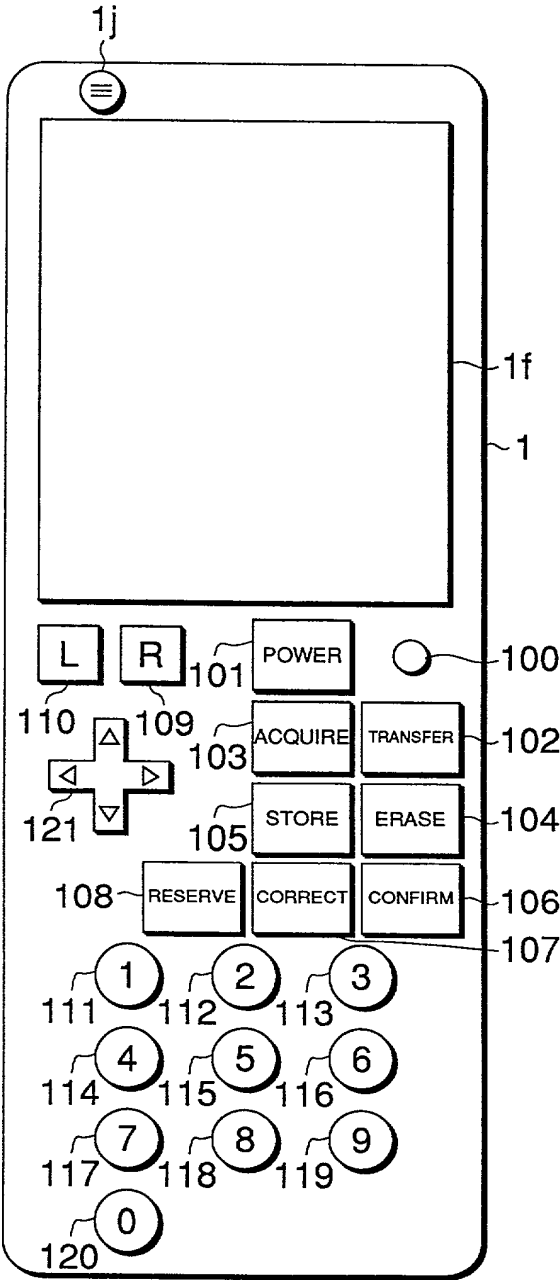 1j
1f
1
L R POWER 100
101
110 109
ACQUIRE TRANSFER 102
103
121 STORE ERASE 104
105
108 RESERVE CORRECT CONFIRM 106
107
1 2 3
111 112 113
4 5 6
114 115 116
7 8 9
117 118 119
0
120